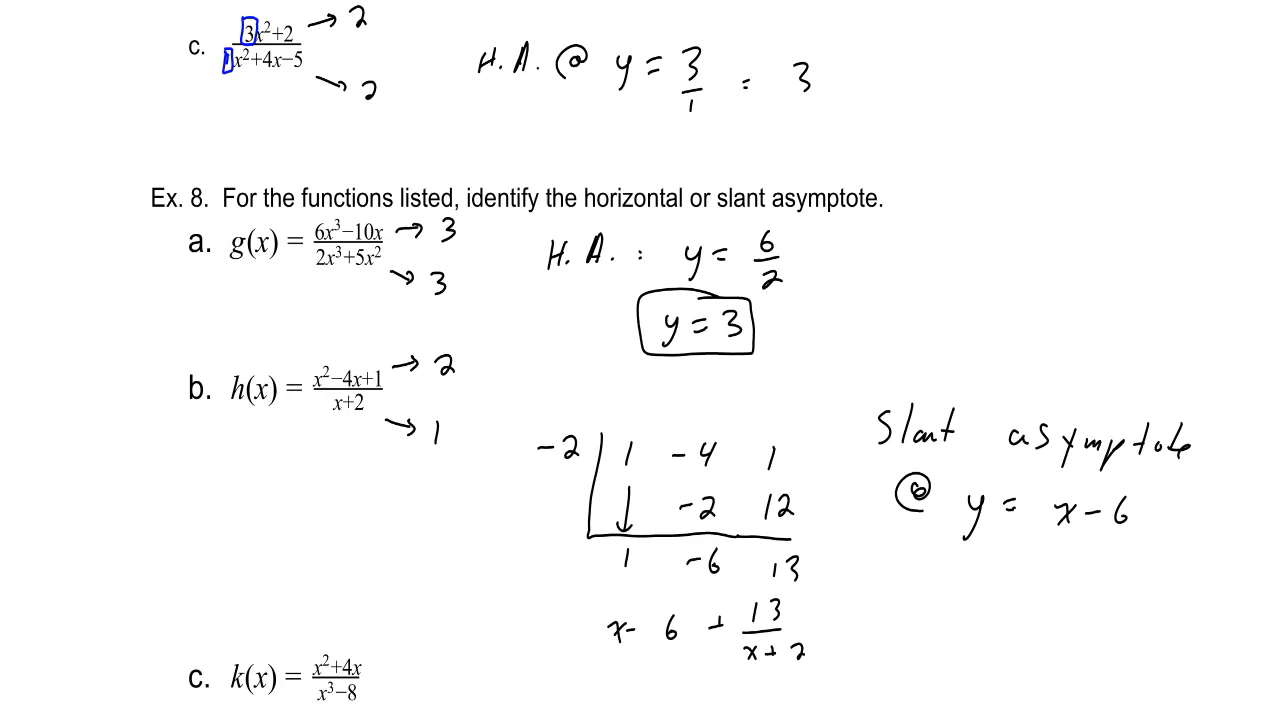 c. 3x²+2 / 1x²+4x−5 → 2 → 2 H.A. @ y = 3/1 = 3
Ex. 8. For the functions listed, identify the horizontal or slant asymptote.
a. g(x) = 6x³−10x / 2x³+5x² → 3 → 3 H.A.: y = 6/2
y = 3
b. h(x) = x²−4x+1 / x+2 → 2 → 1
-2 | 1 -4 1
↓ -2 12
1 -6 13
x - 6 + 13/x+2
Slant asymptote
@ y = x - 6
c. k(x) = x²+4x / x³−8